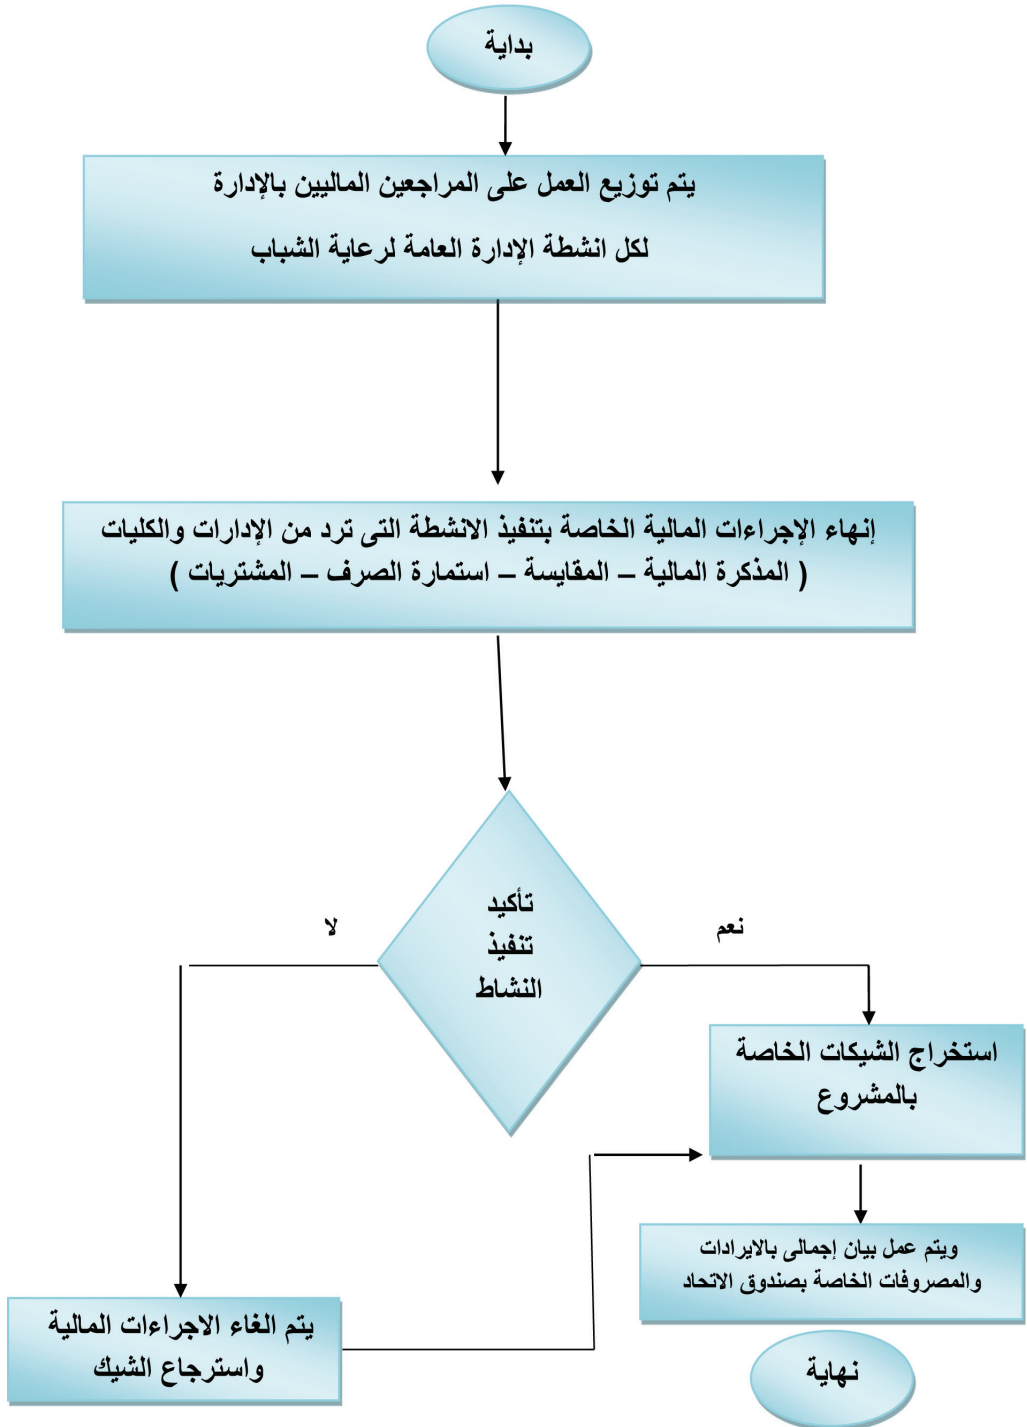 بداية
يتم توزيع العمل على المراجعين الماليين بالإدارة
لكل انشطة الإدارة العامة لرعاية الشباب
إنهاء الإجراءات المالية الخاصة بتنفيذ الانشطة التى ترد من الإدارات والكليات
( المذكرة المالية – المقايسة – استمارة الصرف – المشتريات )
تأكيد
تنفيذ
النشاط
نعم
لا
استخراج الشيكات الخاصة
بالمشروع
ويتم عمل بيان إجمالى بالايرادات
والمصروفات الخاصة بصندوق الاتحاد
يتم الغاء الاجراءات المالية
واسترجاع الشيك
نهاية